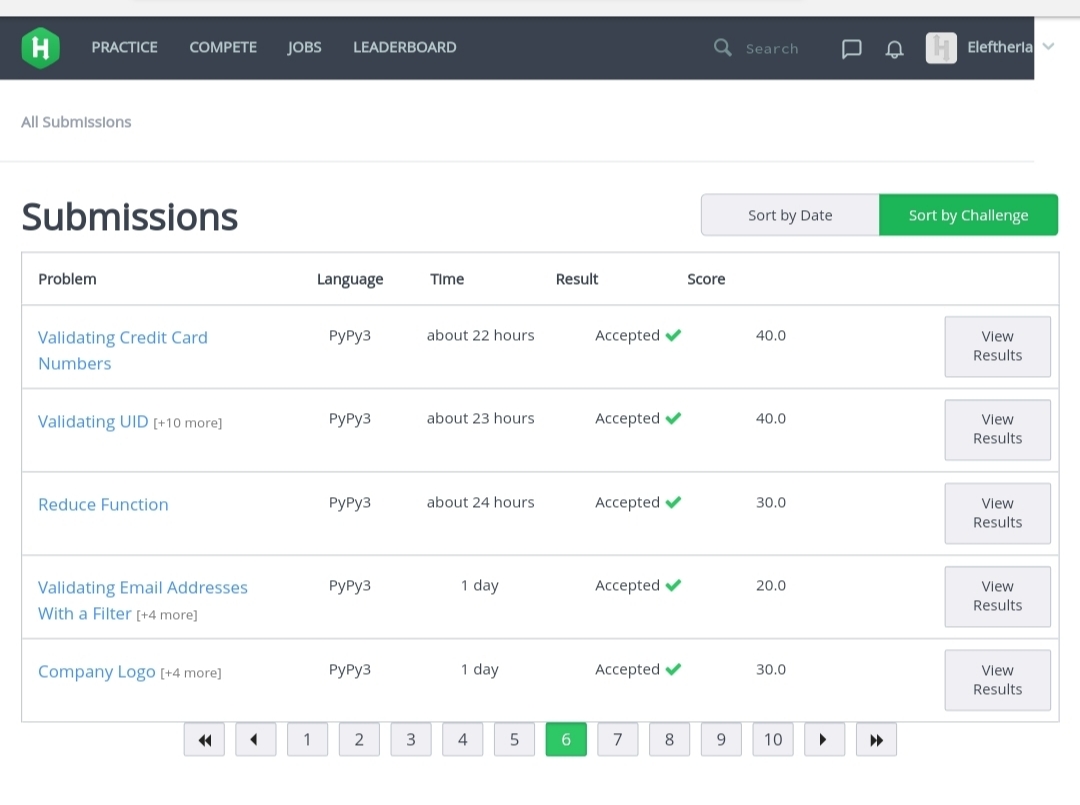 PRACTICE COMPETE JOBS LEADERBOARD Search Eleftheria
All Submissions
Submissions Sort by Date Sort by Challenge
Problem Language Time Result Score
Validating Credit Card Numbers PyPy3 about 22 hours Accepted 40.0 View Results
Validating UID [+10 more] PyPy3 about 23 hours Accepted 40.0 View Results
Reduce Function PyPy3 about 24 hours Accepted 30.0 View Results
Validating Email Addresses With a Filter [+4 more] PyPy3 1 day Accepted 20.0 View Results
Company Logo [+4 more] PyPy3 1 day Accepted 30.0 View Results
1 2 3 4 5 6 7 8 9 10